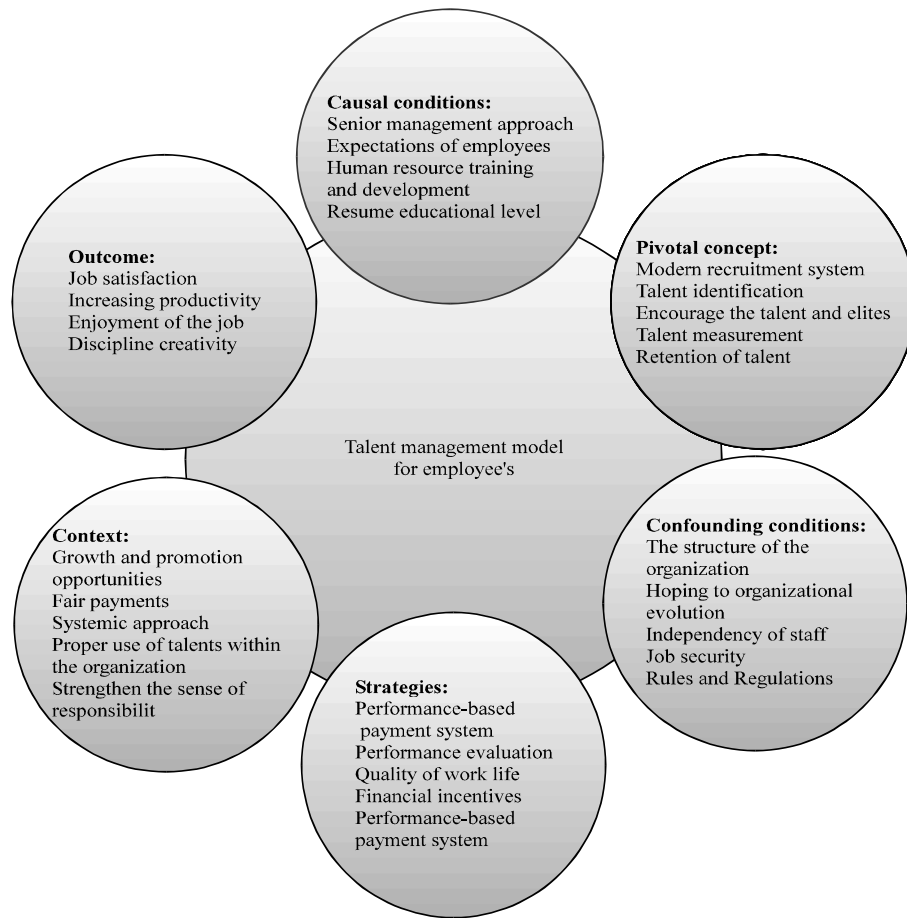 Causal conditions:
Senior management approach
Expectations of employees
Human resource training
and development
Resume educational level
Pivotal concept:
Modern recruitment system
Talent identification
Encourage the talent and elites
Talent measurement
Retention of talent
Outcome:
Job satisfaction
Increasing productivity
Enjoyment of the job
Discipline creativity
Talent management model
for employee's
Confounding conditions:
The structure of the
organization
Hoping to organizational
evolution
Independency of staff
Job security
Rules and Regulations
Context:
Growth and promotion
opportunities
Fair payments
Systemic approach
Proper use of talents within
the organization
Strengthen the sense of
responsibilit
Strategies:
Performance-based
payment system
Performance evaluation
Quality of work life
Financial incentives
Performance-based
payment system